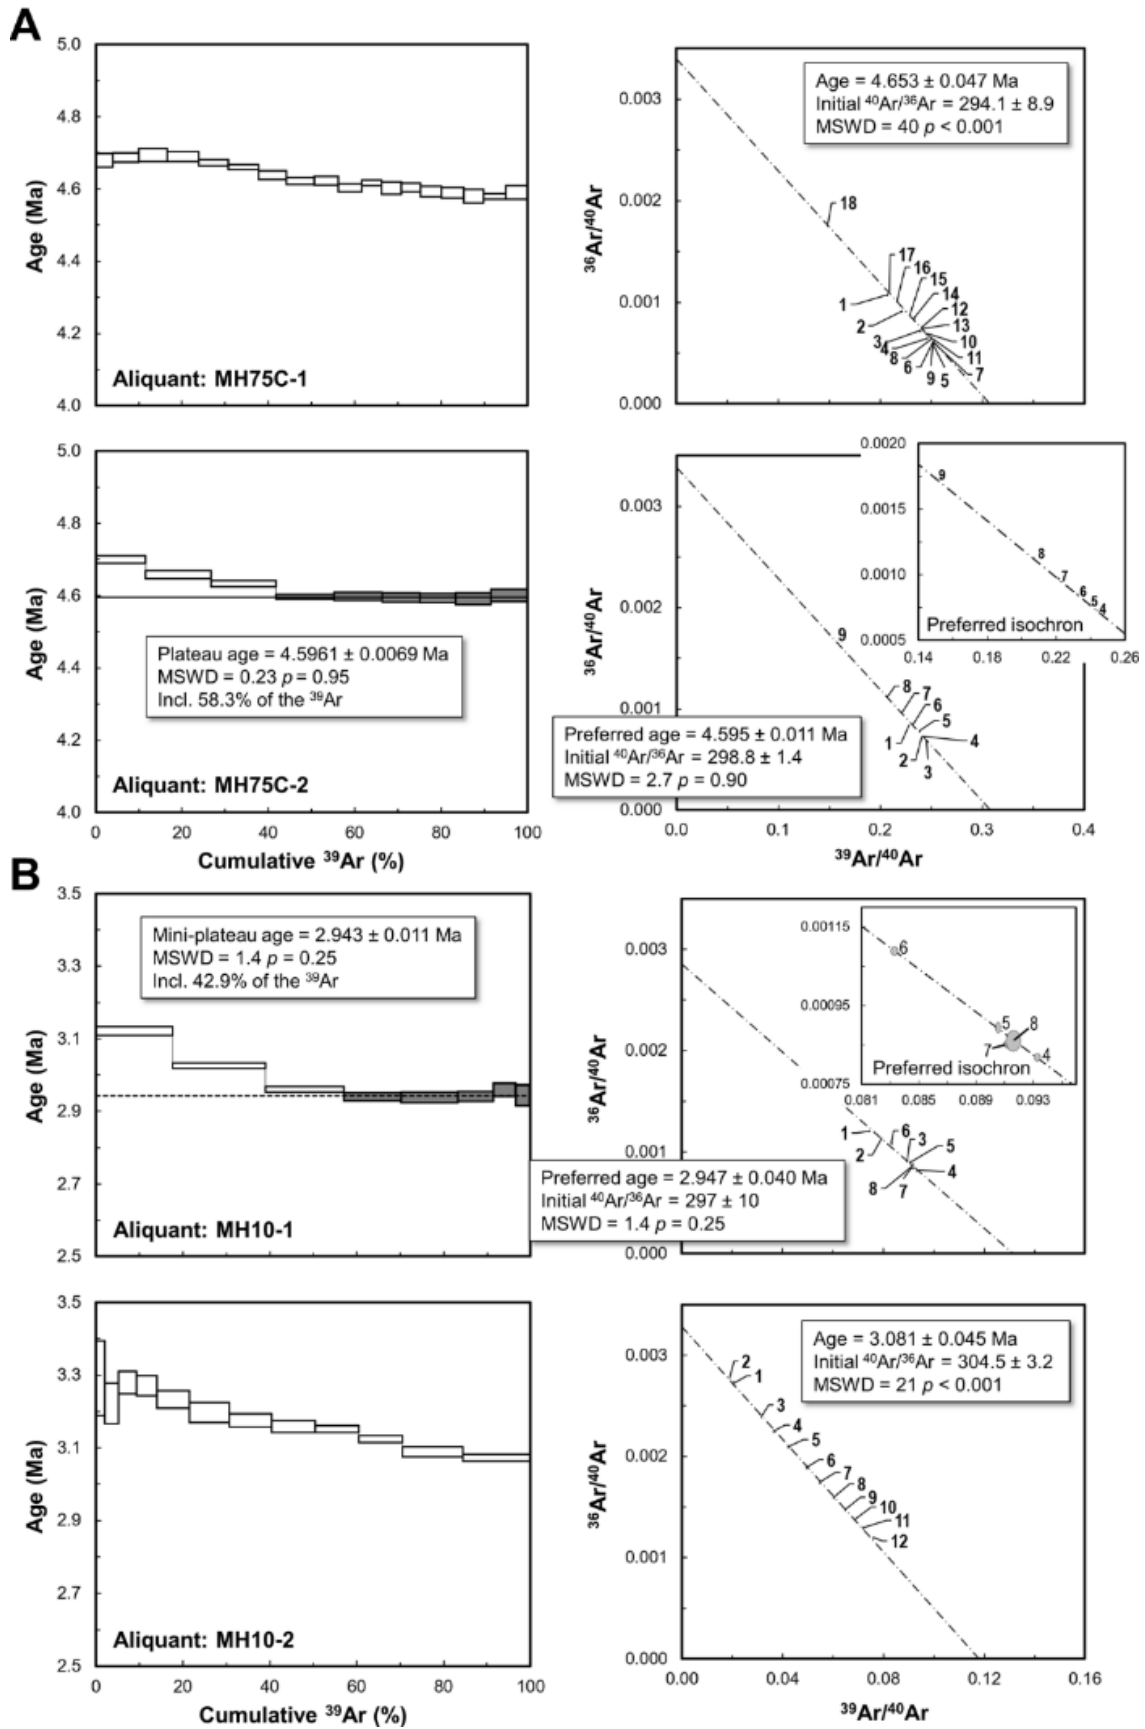 A
5.0
4.8
4.6
4.4
4.2
4.0
Age (Ma)
Aliquant: MH75C-1
0.003
0.002
0.001
0.000
³⁶Ar/⁴⁰Ar
Age = 4.653 ± 0.047 Ma
Initial ⁴⁰Ar/³⁶Ar = 294.1 ± 8.9
MSWD = 40 p < 0.001
18
17
16
15
14
12
13
10
11
7
1
2
3
4
8
6
9
5
5.0
4.8
4.6
4.4
4.2
4.0
Age (Ma)
Plateau age = 4.5961 ± 0.0069 Ma
MSWD = 0.23 p = 0.95
Incl. 58.3% of the ³⁹Ar
Aliquant: MH75C-2
0 20 40 60 80 100
Cumulative ³⁹Ar (%)
0.003
0.002
0.001
0.000
³⁶Ar/⁴⁰Ar
9
8
7
6
5
4
1
2
3
0.0020
0.0015
0.0010
0.0005
9
8
7
6
5
4
Preferred isochron
0.14 0.18 0.22 0.26
Preferred age = 4.595 ± 0.011 Ma
Initial ⁴⁰Ar/³⁶Ar = 298.8 ± 1.4
MSWD = 2.7 p = 0.90
0.0 0.2 0.3 0.4
³⁹Ar/⁴⁰Ar
B
3.5
3.3
3.1
2.9
2.7
2.5
Age (Ma)
Mini-plateau age = 2.943 ± 0.011 Ma
MSWD = 1.4 p = 0.25
Incl. 42.9% of the ³⁹Ar
Aliquant: MH10-1
0.003
0.002
0.001
0.000
³⁶Ar/⁴⁰Ar
0.00115
0.00095
0.00075
6
5
8
7
4
Preferred isochron
0.081 0.085 0.089 0.093
1
2
6
3
5
4
8
7
Preferred age = 2.947 ± 0.040 Ma
Initial ⁴⁰Ar/³⁶Ar = 297 ± 10
MSWD = 1.4 p = 0.25
3.5
3.3
3.1
2.9
2.7
2.5
Age (Ma)
Aliquant: MH10-2
0 20 40 60 80 100
Cumulative ³⁹Ar (%)
0.003
0.002
0.001
0.000
³⁶Ar/⁴⁰Ar
Age = 3.081 ± 0.045 Ma
Initial ⁴⁰Ar/³⁶Ar = 304.5 ± 3.2
MSWD = 21 p < 0.001
2
1
3
4
5
6
7
8
9
10
11
12
0.00 0.04 0.08 0.12 0.16
³⁹Ar/⁴⁰Ar